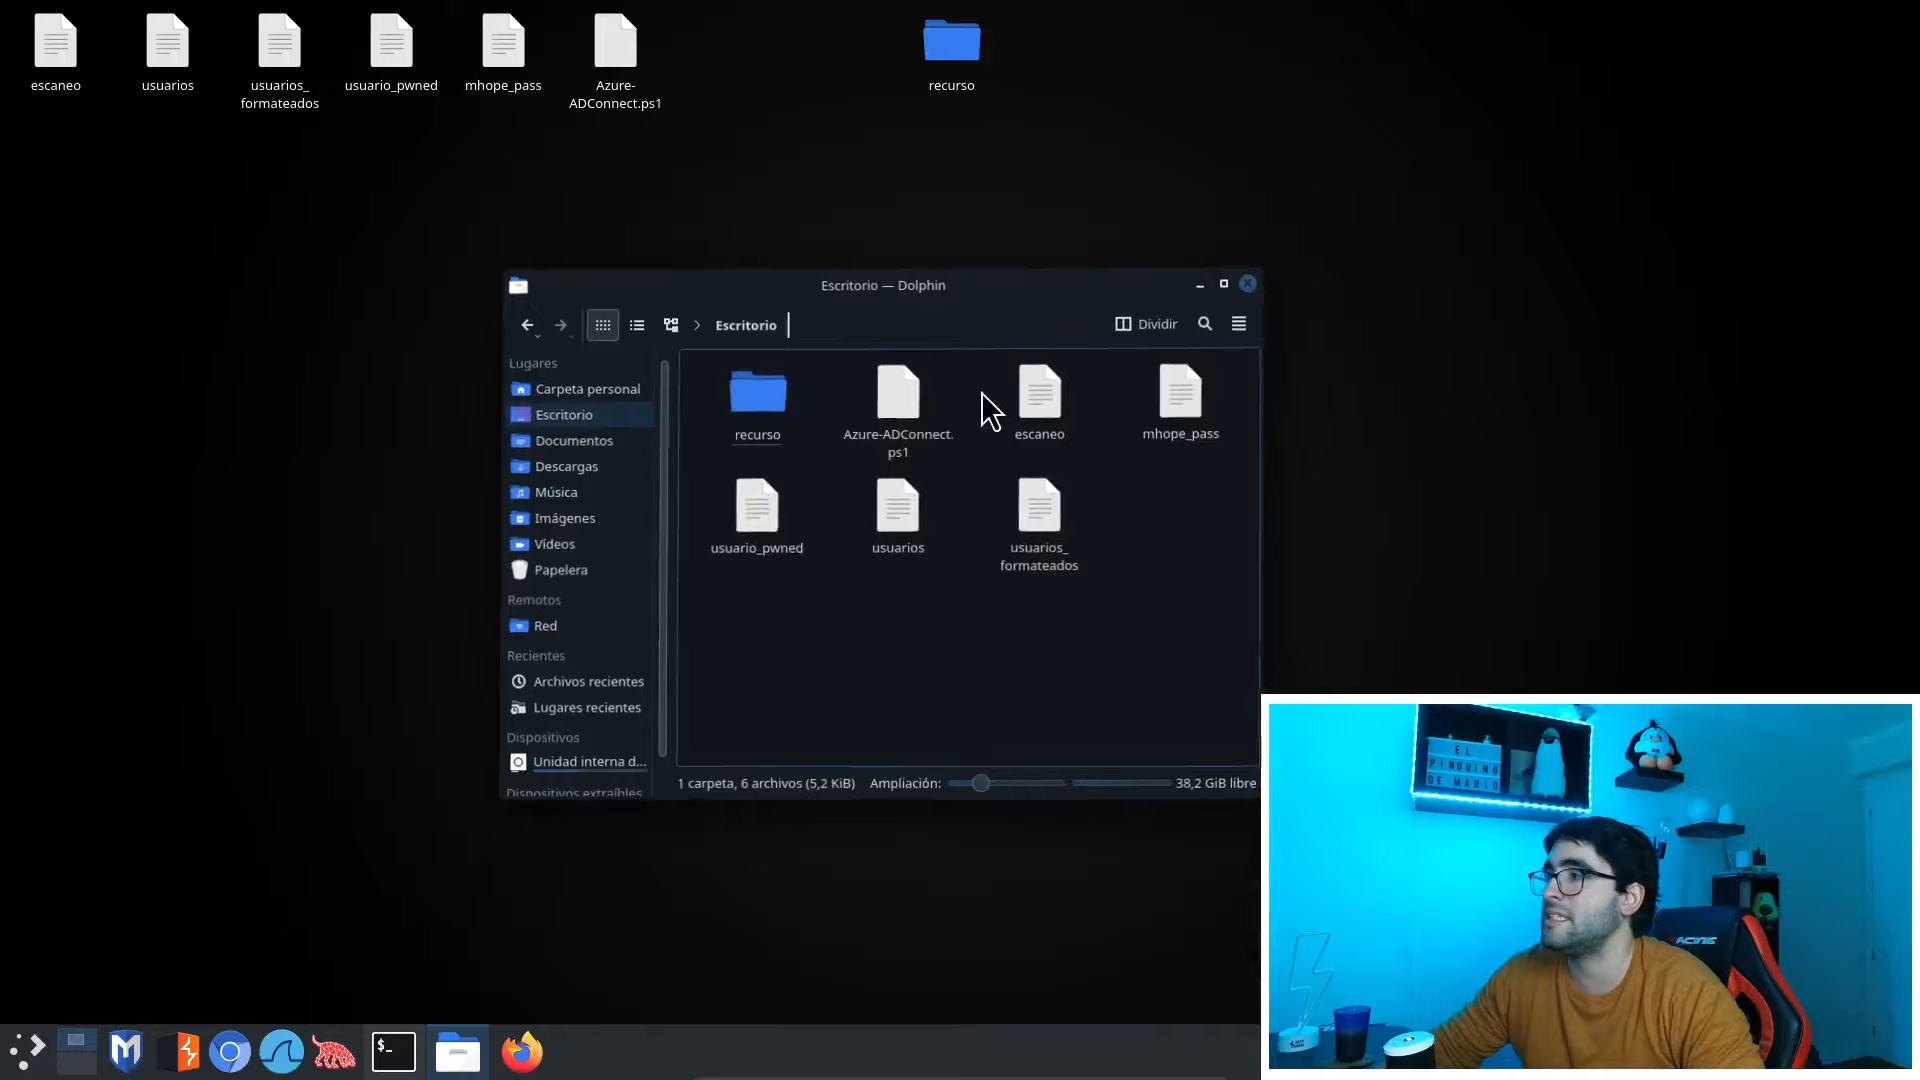 escaneo
usuarios
usuarios_
formateados
usuario_pwned
mhope_pass
Azure-
ADConnect.ps1
recurso
Escritorio — Dolphin
Escritorio
Dividir
Lugares
Carpeta personal
Escritorio
Documentos
Descargas
Música
Imágenes
Vídeos
Papelera
Remotos
Red
Recientes
Archivos recientes
Lugares recientes
Dispositivos
Unidad interna d...
Dispositivos extraíbles
recurso
Azure-ADConnect.
ps1
escaneo
mhope_pass
usuario_pwned
usuarios
usuarios_
formateados
1 carpeta, 6 archivos (5,2 KiB)
Ampliación:
38,2 GiB libre
EL
PINGUINO
DE MARIO
$_